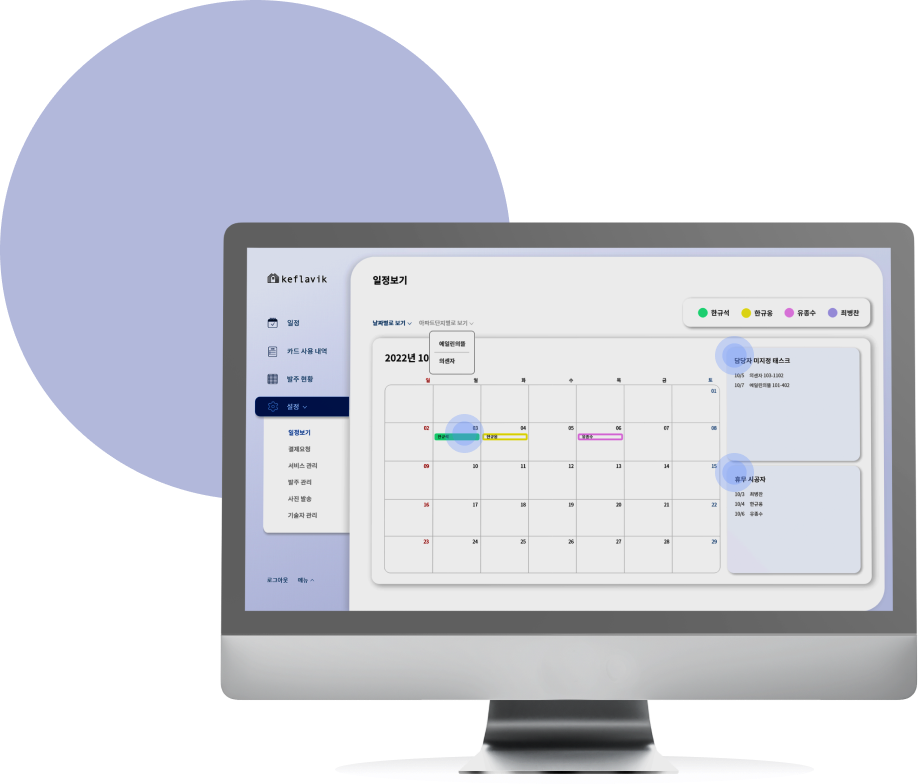 keflavik
일정
카드 사용 내역
발주 현황
설정
일정보기
결제요청
서비스 관리
발주 관리
사진 발송
기술자 관리
로그아웃 메뉴
일정보기
한규석 한규웅 유종수 최병찬
날짜별로 보기 아파트단지별로 보기
에일린의뜰
의센자
2022년 10
일 월 화 수 목 금 토
01
02 03 04 05 06 07 08
한규석 한규웅 유종수
09 10 11 12 13 14 15
16 17 18 19 20 21 22
23 24 25 26 27 28 29
담당자 미지정 태스크
10/5 의센자 103-1102
10/7 에일린의뜰 101-402
휴무 시공자
10/3 최병찬
10/4 한규웅
10/6 유종수